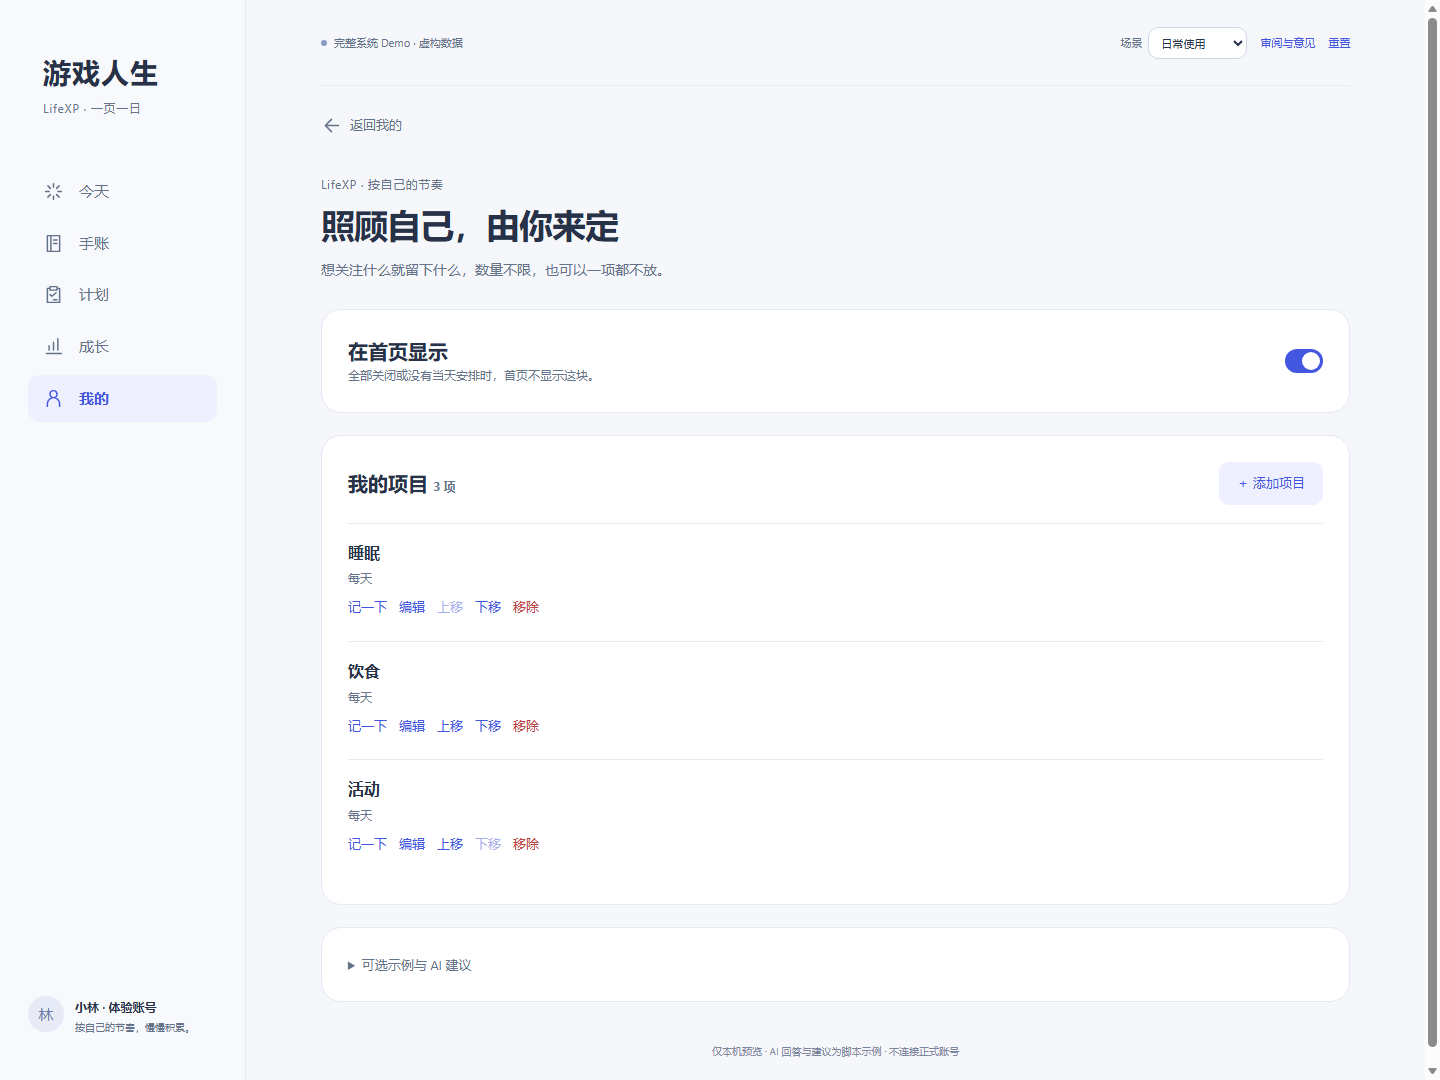 游戏人生
LifeXP · 一页一日
今天
手账
计划
成长
我的
林
小林 · 体验账号
按自己的节奏，慢慢积累。
完整系统 Demo · 虚构数据
场景
日常使用
审阅与意见
重置
返回我的
LifeXP · 按自己的节奏
照顾自己，由你来定
想关注什么就留下什么，数量不限，也可以一项都不放。
在首页显示
全部关闭或没有当天安排时，首页不显示这块。
我的项目 3 项
+ 添加项目
睡眠
每天
记一下 编辑 上移 下移 移除
饮食
每天
记一下 编辑 上移 下移 移除
活动
每天
记一下 编辑 上移 下移 移除
可选示例与 AI 建议
仅本机预览 · AI 回答与建议为脚本示例 · 不连接正式账号